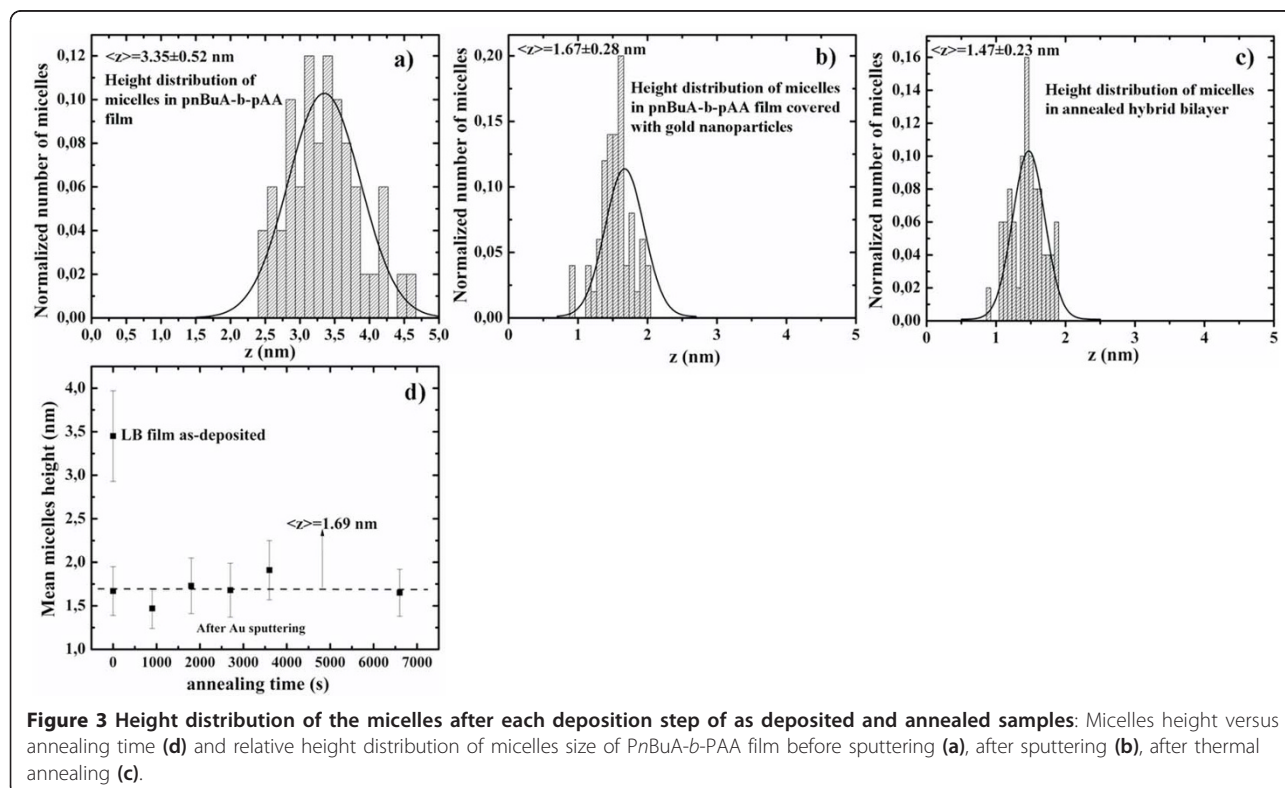 <z>=3.35±0.52 nm
a)
Height distribution of
micelles in pnBuA-b-pAA
film
Normalized number of micelles
0,12
0,10
0,08
0,06
0,04
0,02
0,00
0,0 0,5 1,0 1,5 2,0 2,5 3,0 3,5 4,0 4,5 5,0
z (nm)
<z>=1.67±0.28 nm
b)
Height distribution of micelles
in pnBuA-b-pAA film covered
with gold nanoparticles
Normalized number of micelles
0,20
0,15
0,10
0,05
0,00
0 1 2 3 4 5
z (nm)
<z>=1.47±0.23 nm
c)
Height distribution of micelles
in annealed hybrid bilayer
Normalized number of micelles
0,16
0,14
0,12
0,10
0,08
0,06
0,04
0,02
0,00
0 1 2 3 4 5
z (nm)
d)
LB film as-deposited
<z>=1.69 nm
After Au sputtering
Mean micelles height (nm)
4,0
3,5
3,0
2,5
2,0
1,5
1,0
0 1000 2000 3000 4000 5000 6000 7000
annealing time (s)
Figure 3 Height distribution of the micelles after each deposition step of as deposited and annealed samples: Micelles height versus
annealing time (d) and relative height distribution of micelles size of PnBuA-b-PAA film before sputtering (a), after sputtering (b), after thermal
annealing (c).